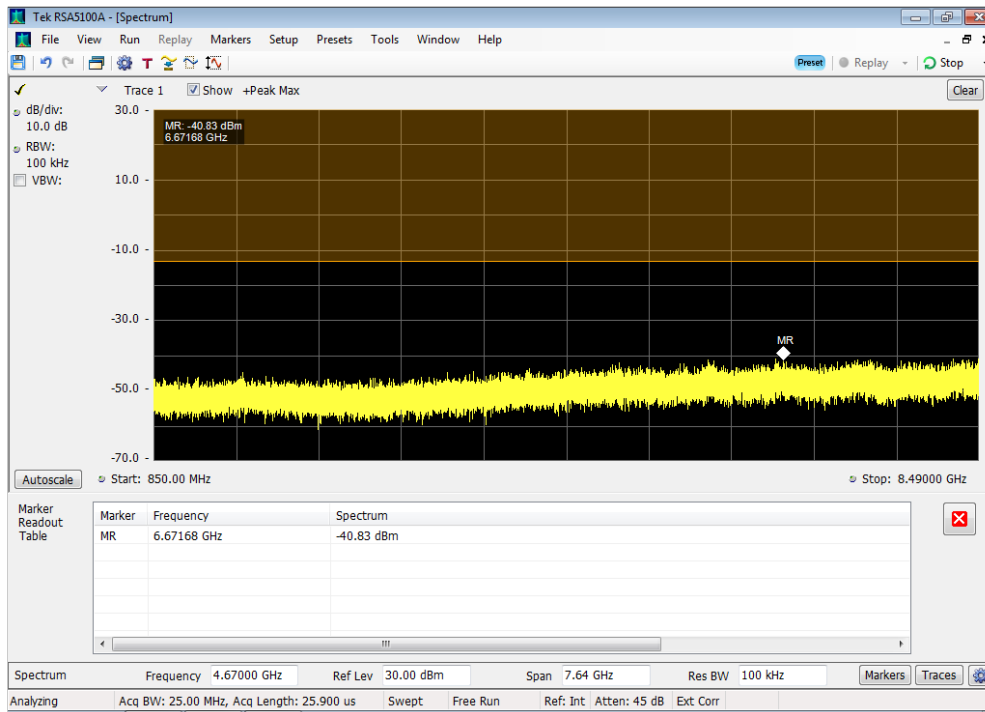 Tek RSA5100A - [Spectrum]
File View Run Replay Markers Setup Presets Tools Window Help
T Preset Replay Stop
Trace 1 Show +Peak Max Clear
dB/div:
10.0 dB
RBW:
100 kHz
VBW:
30.0 -
10.0 -
-10.0 -
-30.0 -
-50.0 -
-70.0 -
MR: -40.83 dBm
6.67168 GHz
MR
Autoscale Start: 850.00 MHz Stop: 8.49000 GHz
Marker
Readout
Table
Marker Frequency Spectrum
MR 6.67168 GHz -40.83 dBm
Spectrum Frequency 4.67000 GHz Ref Lev 30.00 dBm Span 7.64 GHz Res BW 100 kHz Markers Traces
Analyzing Acq BW: 25.00 MHz, Acq Length: 25.900 us Swept Free Run Ref: Int Atten: 45 dB Ext Corr